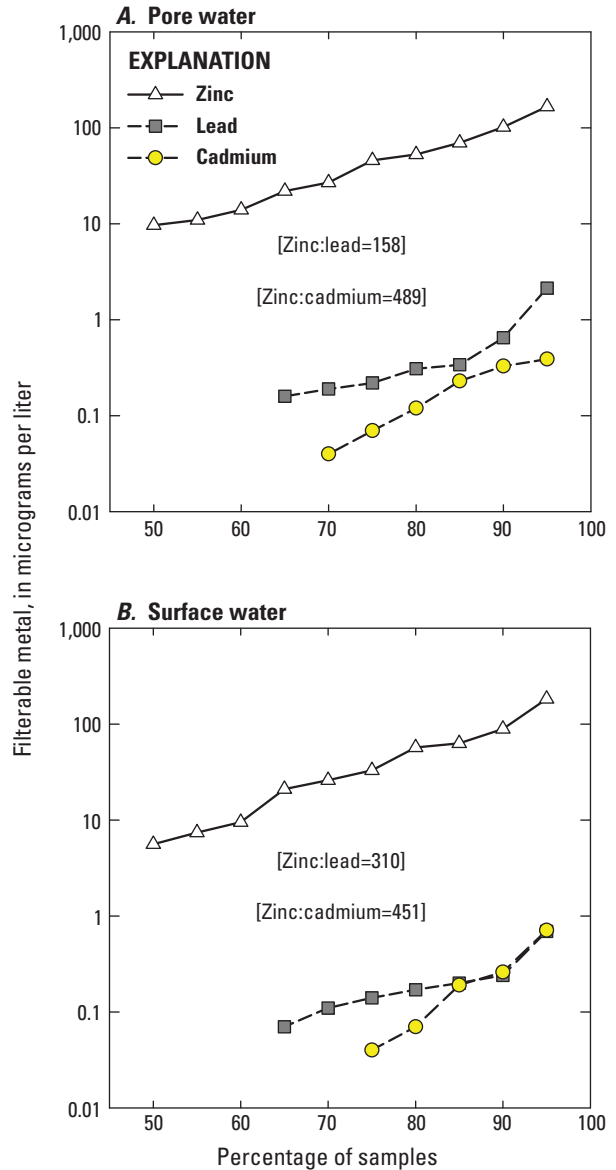 A. Pore water
1,000
EXPLANATION
Zinc
Lead
Cadmium
100
10
[Zinc:lead=158]
[Zinc:cadmium=489]
1
0.1
0.01
50 60 70 80 90 100
Filterable metal, in micrograms per liter
B. Surface water
1,000
100
10
[Zinc:lead=310]
[Zinc:cadmium=451]
1
0.1
0.01
50 60 70 80 90 100
Percentage of samples